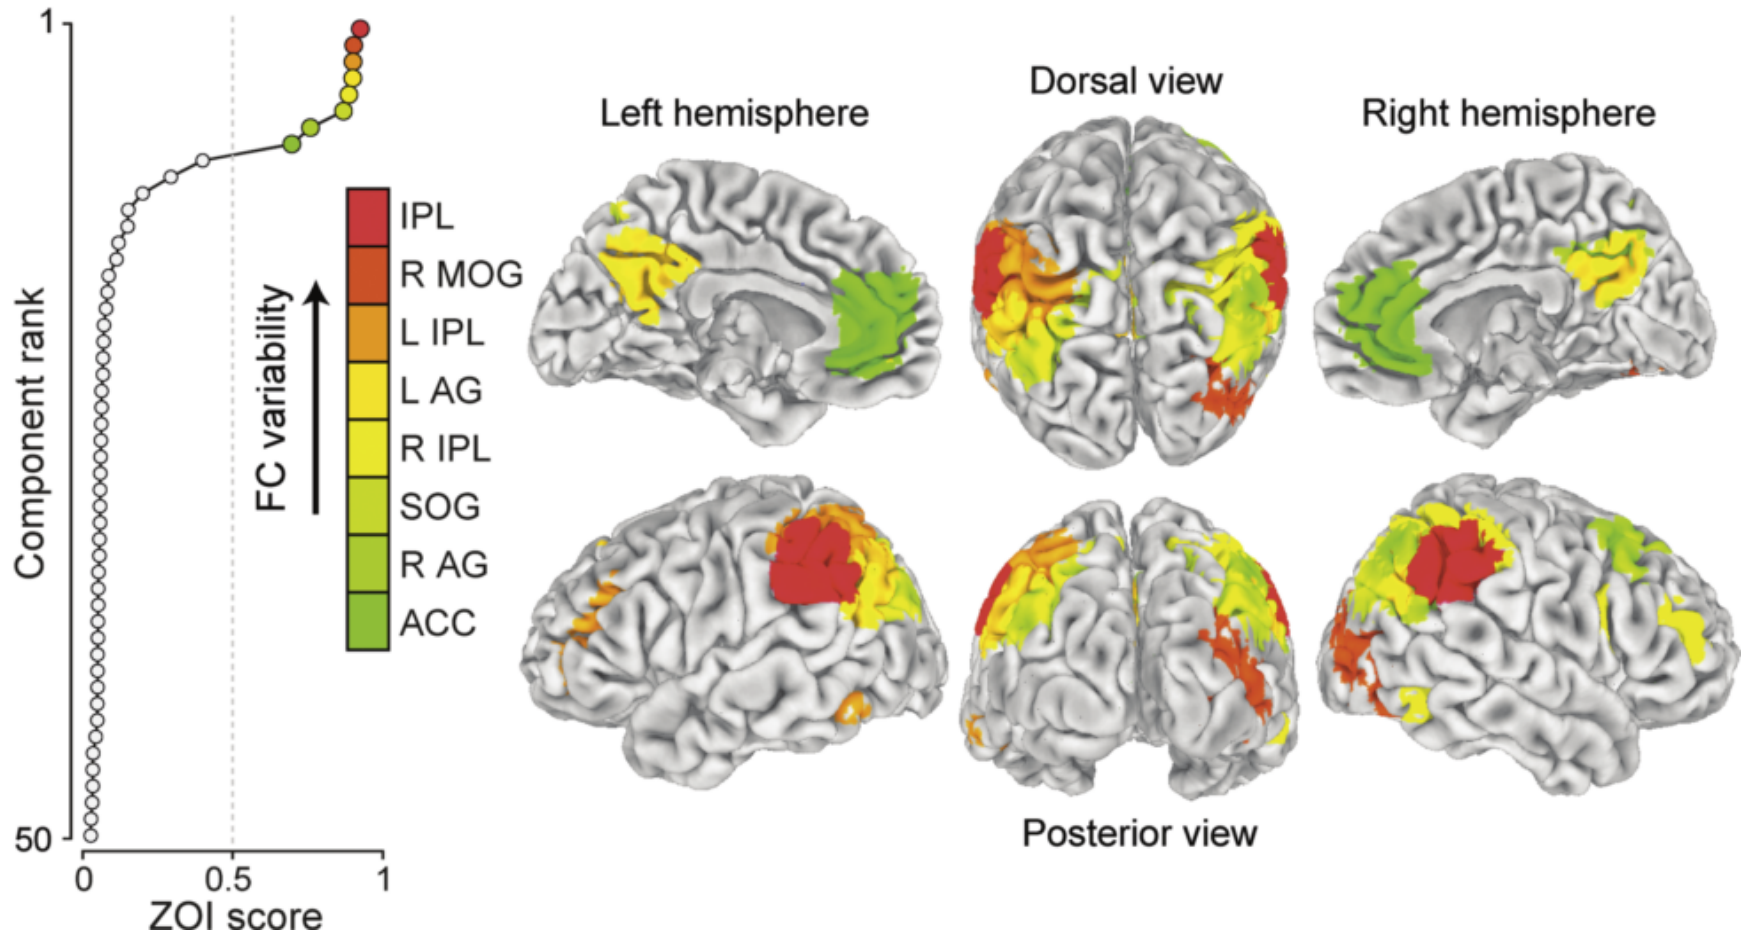 1
Component rank
50
0
0.5
1
ZOI score
FC variability
IPL
R MOG
L IPL
L AG
R IPL
SOG
R AG
ACC
Left hemisphere
Dorsal view
Right hemisphere
Posterior view